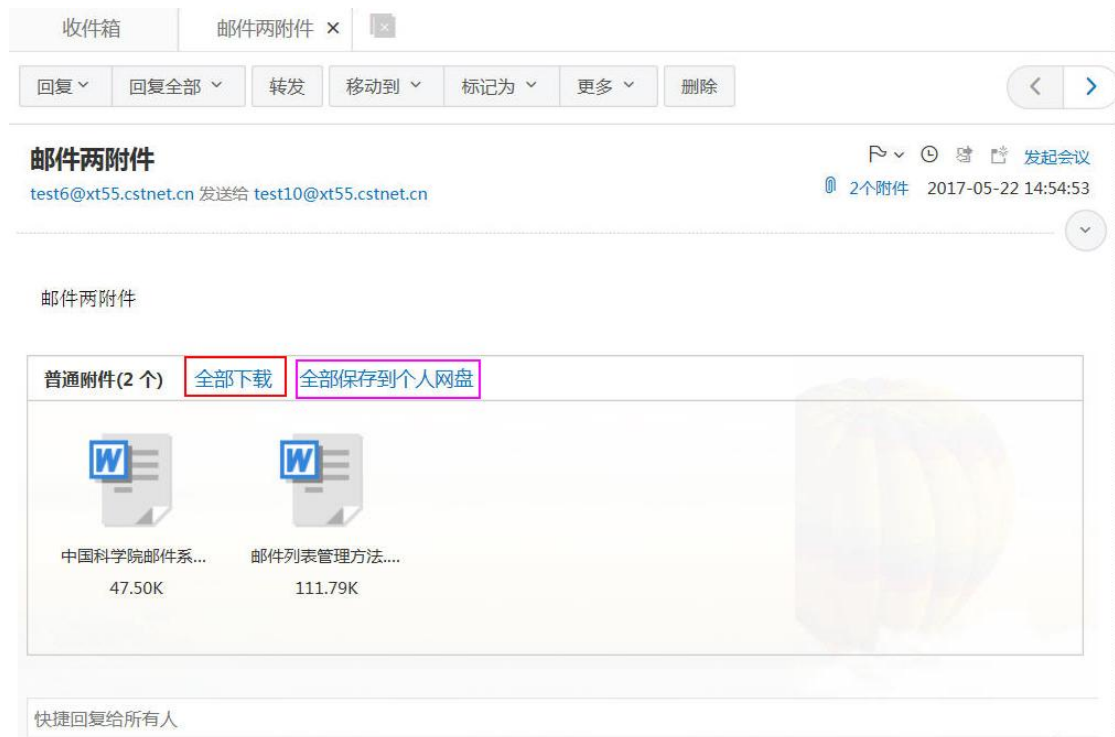 收件箱 邮件两附件
回复 回复全部 转发 移动到 标记为 更多 删除
邮件两附件
发起会议
test6@xt55.cstnet.cn 发送给 test10@xt55.cstnet.cn
2个附件 2017-05-22 14:54:53
邮件两附件
普通附件(2 个) 全部下载 全部保存到个人网盘
W W
中国科学院邮件系... 邮件列表管理方法....
47.50K 111.79K
快捷回复给所有人